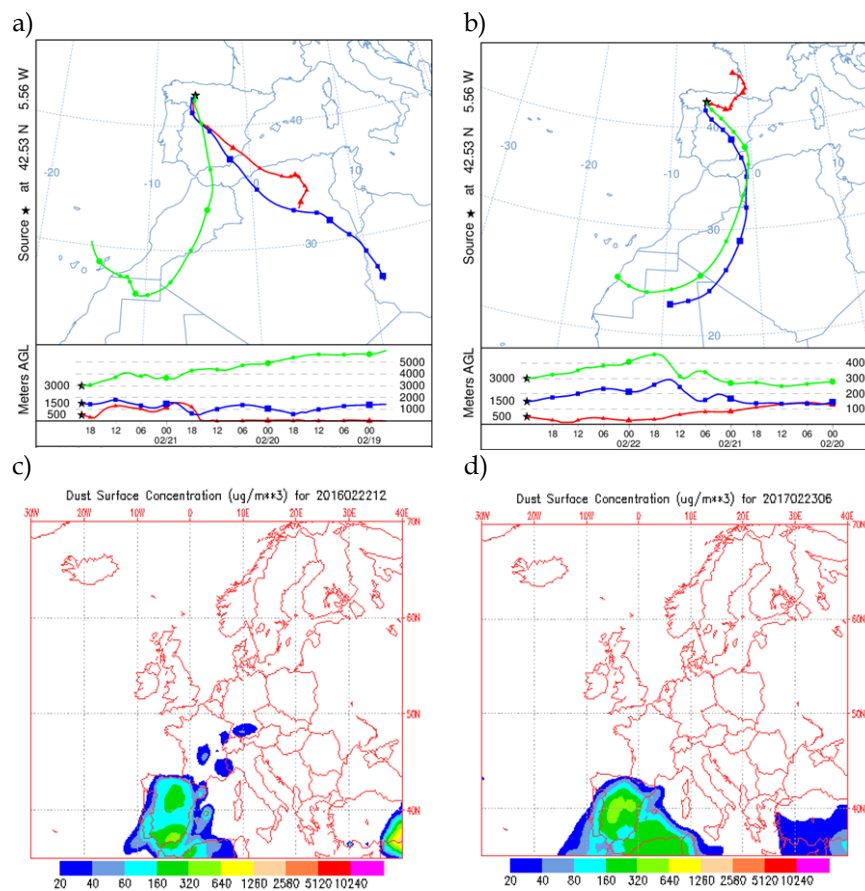 a)
b)
Source ★ at 42.53 N 5.56 W
-20
-10
0
40
30
Meters AGL
3000
1500
500
5000
4000
3000
2000
1000
18 12 06 00 18 12 06 00 18 12 06 00
02/21 02/20 02/19
Source ★ at 42.53 N 5.56 W
-30
-20
-10
0
10
40
30
20
Meters AGL
3000
1500
500
4000
3000
2000
1000
18 12 06 00 18 12 06 00 18 12 06 00
02/22 02/21 02/20
c)
d)
Dust Surface Concentration (ug/m**3) for 2016022212
30W 20W 10W 0 10E 20E 30E 40E
70N
60N
50N
40N
20 40 80 160 320 640 1280 2580 5120 10240
Dust Surface Concentration (ug/m**3) for 2017022306
30W 20W 10W 0 10E 20E 30E 40E
70N
60N
50N
40N
20 40 80 160 320 640 1280 2580 5120 10240